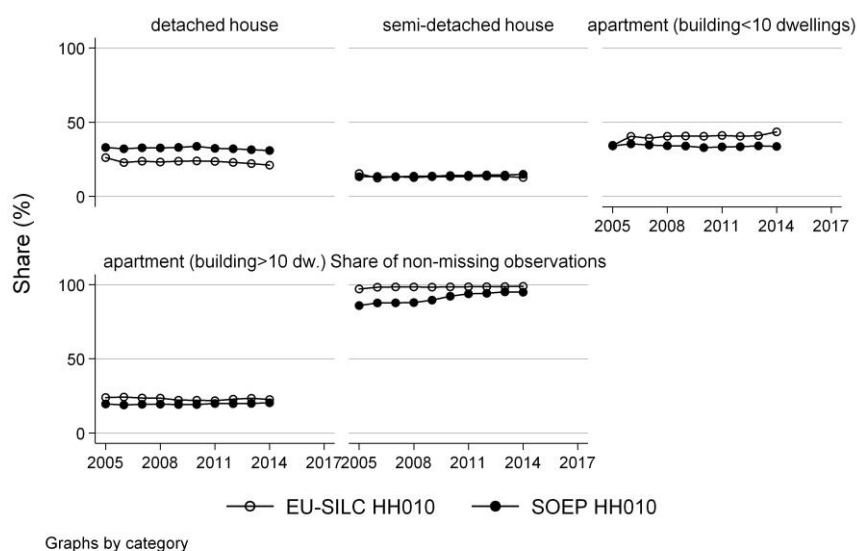 detached house
semi-detached house
apartment (building<10 dwellings)
100
50
0
2005 2008 2011 2014 2017
Share (%)
apartment (building>10 dw.)
Share of non-missing observations
100
50
0
2005 2008 2011 2014 2017
2005 2008 2011 2014 2017
EU-SILC HH010
SOEP HH010
Graphs by category